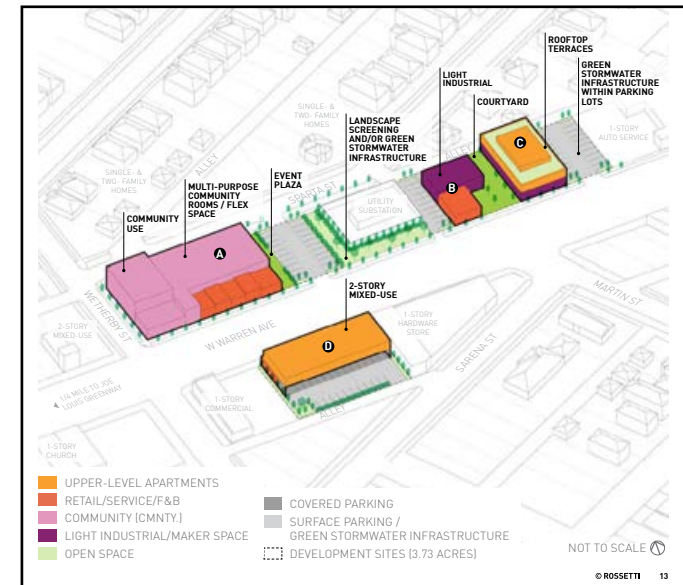 ROOFTOP
TERRACES
GREEN
STORMWATER
INFRASTRUCTURE
WITHIN PARKING
LOTS
LIGHT
INDUSTRIAL
COURTYARD
LANDSCAPE
SCREENING
AND/OR GREEN
STORMWATER
INFRASTRUCTURE
SINGLE- &
TWO- FAMILY
HOMES
1-STORY
AUTO SERVICE
ALLEY
C
ALLEY
SINGLE- &
TWO- FAMILY
HOMES
MULTI-PURPOSE
COMMUNITY
ROOMS / FLEX
SPACE
EVENT
PLAZA
SPARTA ST
UTILITY
SUBSTATION
B
COMMUNITY
USE
A
2-STORY
MIXED-USE
WETHERBY ST
2-STORY
MIXED-USE
W WARREN AVE
MARTIN ST
1-STORY
HARDWARE
STORE
D
SARENA ST
1/4 MILE TO JOE
LOUIS GREENWAY
1-STORY
COMMERCIAL
ALLEY
1-STORY
CHURCH
UPPER-LEVEL APARTMENTS
RETAIL/SERVICE/F&B
COMMUNITY (CMNTY.)
LIGHT INDUSTRIAL/MAKER SPACE
OPEN SPACE
COVERED PARKING
SURFACE PARKING /
GREEN STORMWATER INFRASTRUCTURE
DEVELOPMENT SITES (3.73 ACRES)
NOT TO SCALE
© ROSSETTI 13